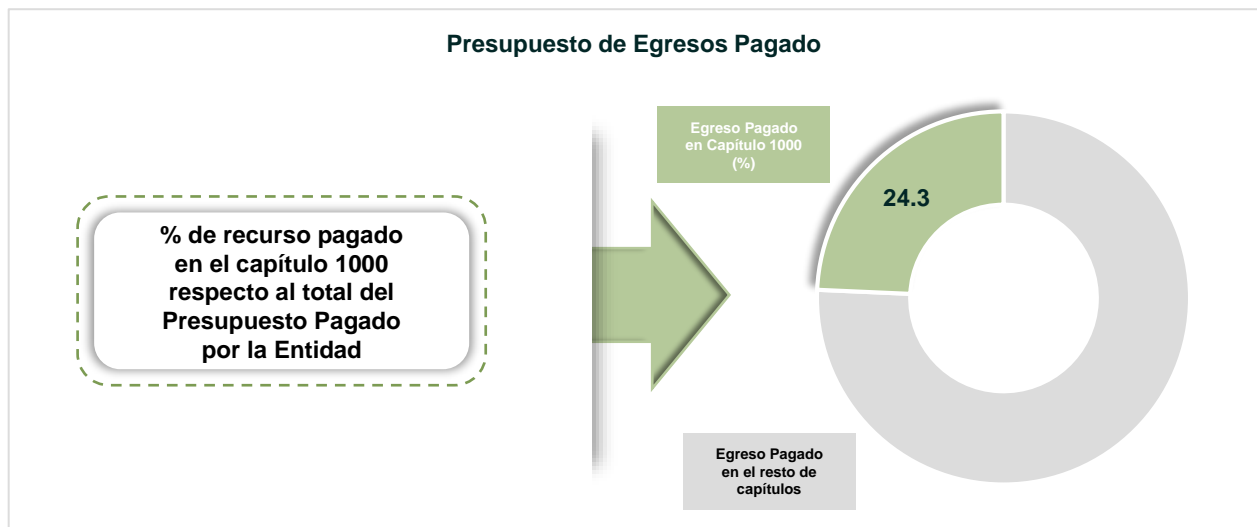 Presupuesto de Egresos Pagado
% de recurso pagado
en el capítulo 1000
respecto al total del
Presupuesto Pagado
por la Entidad
Egreso Pagado
en Capítulo 1000
(%)
24.3
Egreso Pagado
en el resto de
capítulos